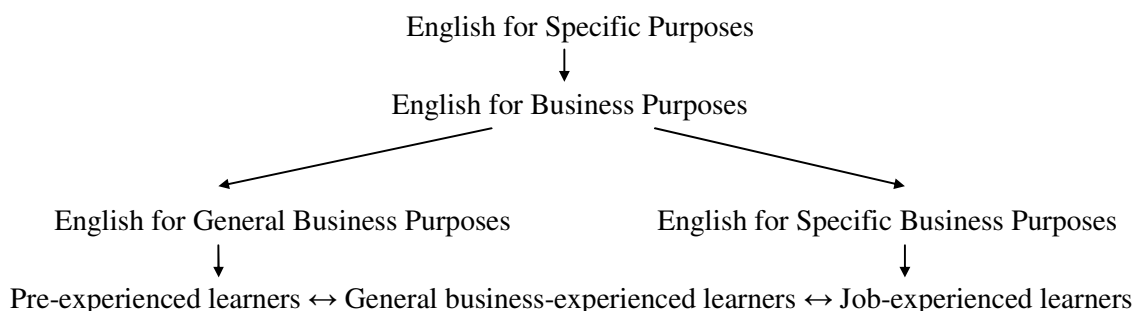 English for Specific Purposes
English for Business Purposes
English for General Business Purposes English for Specific Business Purposes
Pre-experienced learners ↔ General business-experienced learners ↔ Job-experienced learners